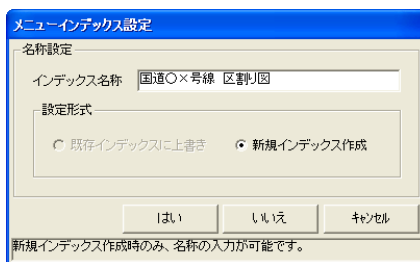 メニューインデックス設定
名称設定
インデックス名称 国道○×号線 区割り図
設定形式
既存インデックスに上書き 新規インデックス作成
はい いいえ キャンセル
新規インデックス作成時のみ、名称の入力が可能です。